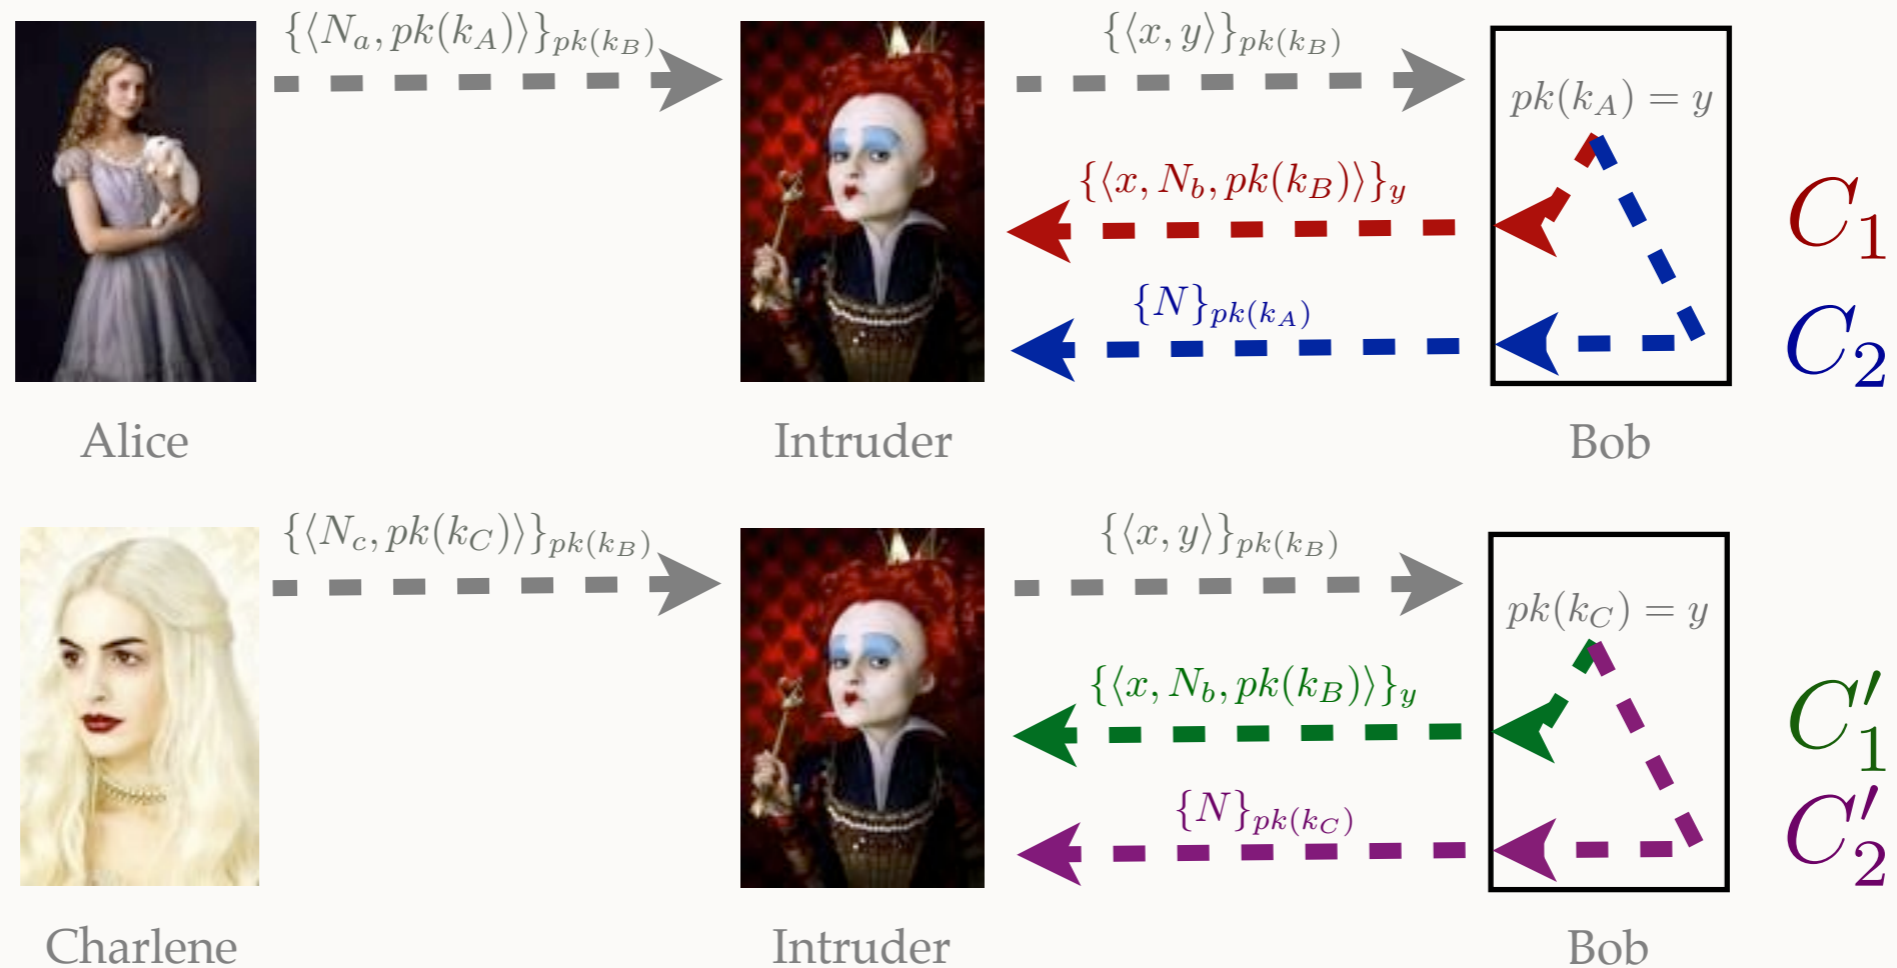 {⟨N_a, pk(k_A)⟩}_{pk(k_B)}
{⟨x, y⟩}_{pk(k_B)}
pk(k_A) = y
{⟨x, N_b, pk(k_B)⟩}_y
C_1
{N}_{pk(k_A)}
C_2
Alice
Intruder
Bob
{⟨N_c, pk(k_C)⟩}_{pk(k_B)}
{⟨x, y⟩}_{pk(k_B)}
pk(k_C) = y
{⟨x, N_b, pk(k_B)⟩}_y
C'_1
{N}_{pk(k_C)}
C'_2
Charlene
Intruder
Bob